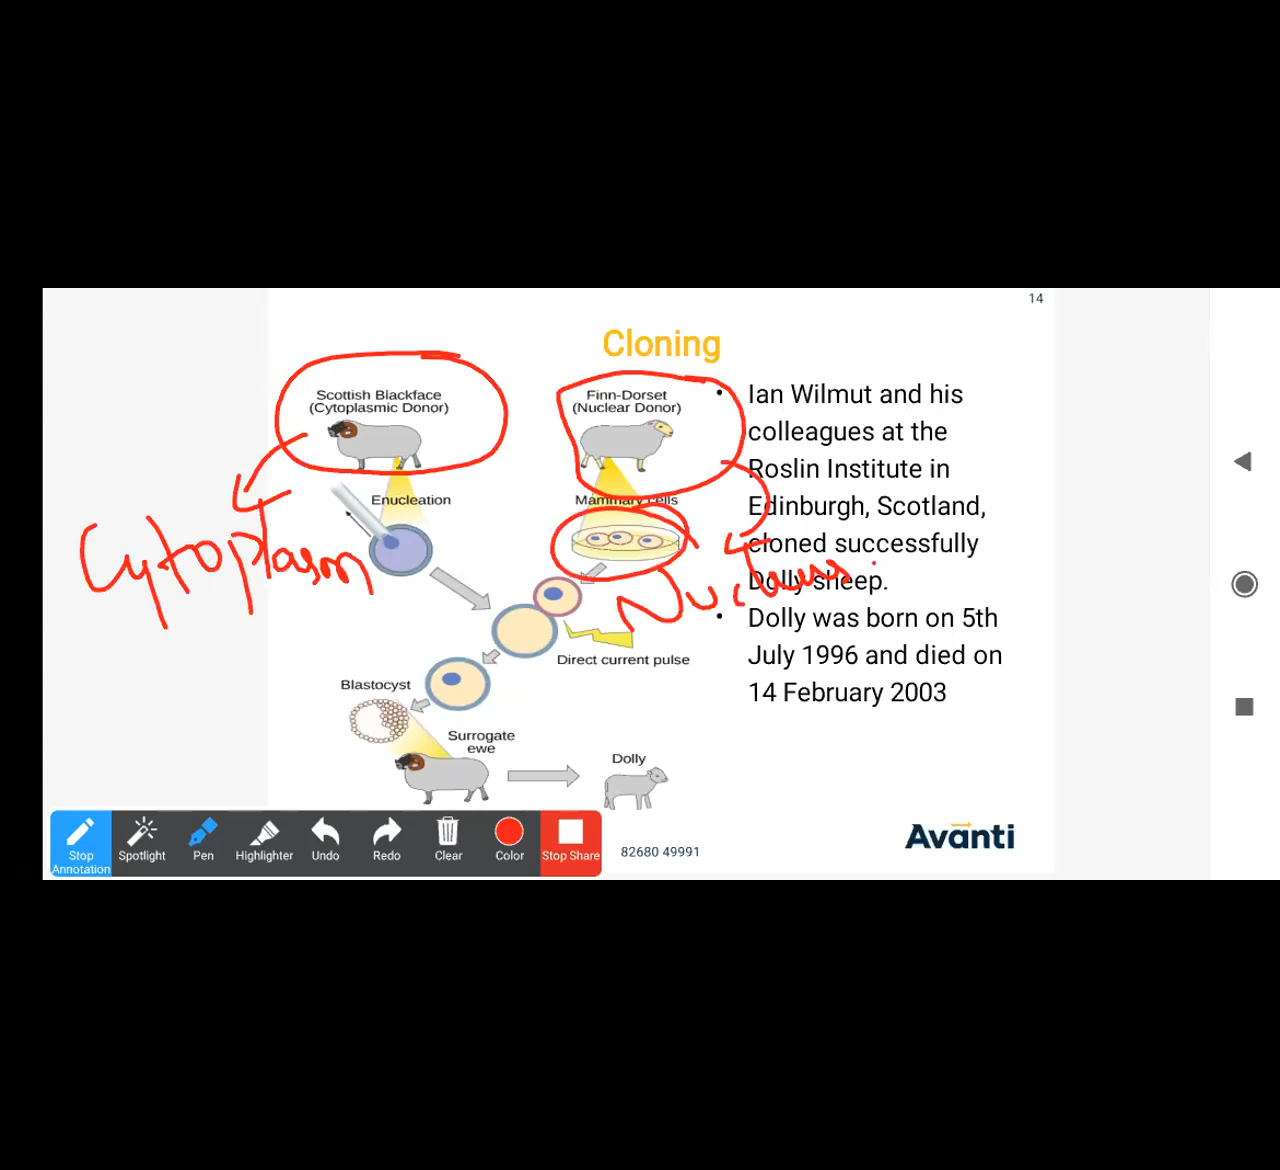 14
Cloning
Scottish Blackface
(Cytoplasmic Donor)
Finn-Dorset
(Nuclear Donor)
Enucleation
Mammary cells
Cytoplasm
Nucleus
Direct current pulse
Blastocyst
Surrogate
ewe
Dolly
• Ian Wilmut and his
colleagues at the
Roslin Institute in
Edinburgh, Scotland,
cloned successfully
Dolly sheep.
• Dolly was born on 5th
July 1996 and died on
14 February 2003
Stop
Annotation
Spotlight
Pen
Highlighter
Undo
Redo
Clear
Color
Stop Share
82680 49991
Avanti